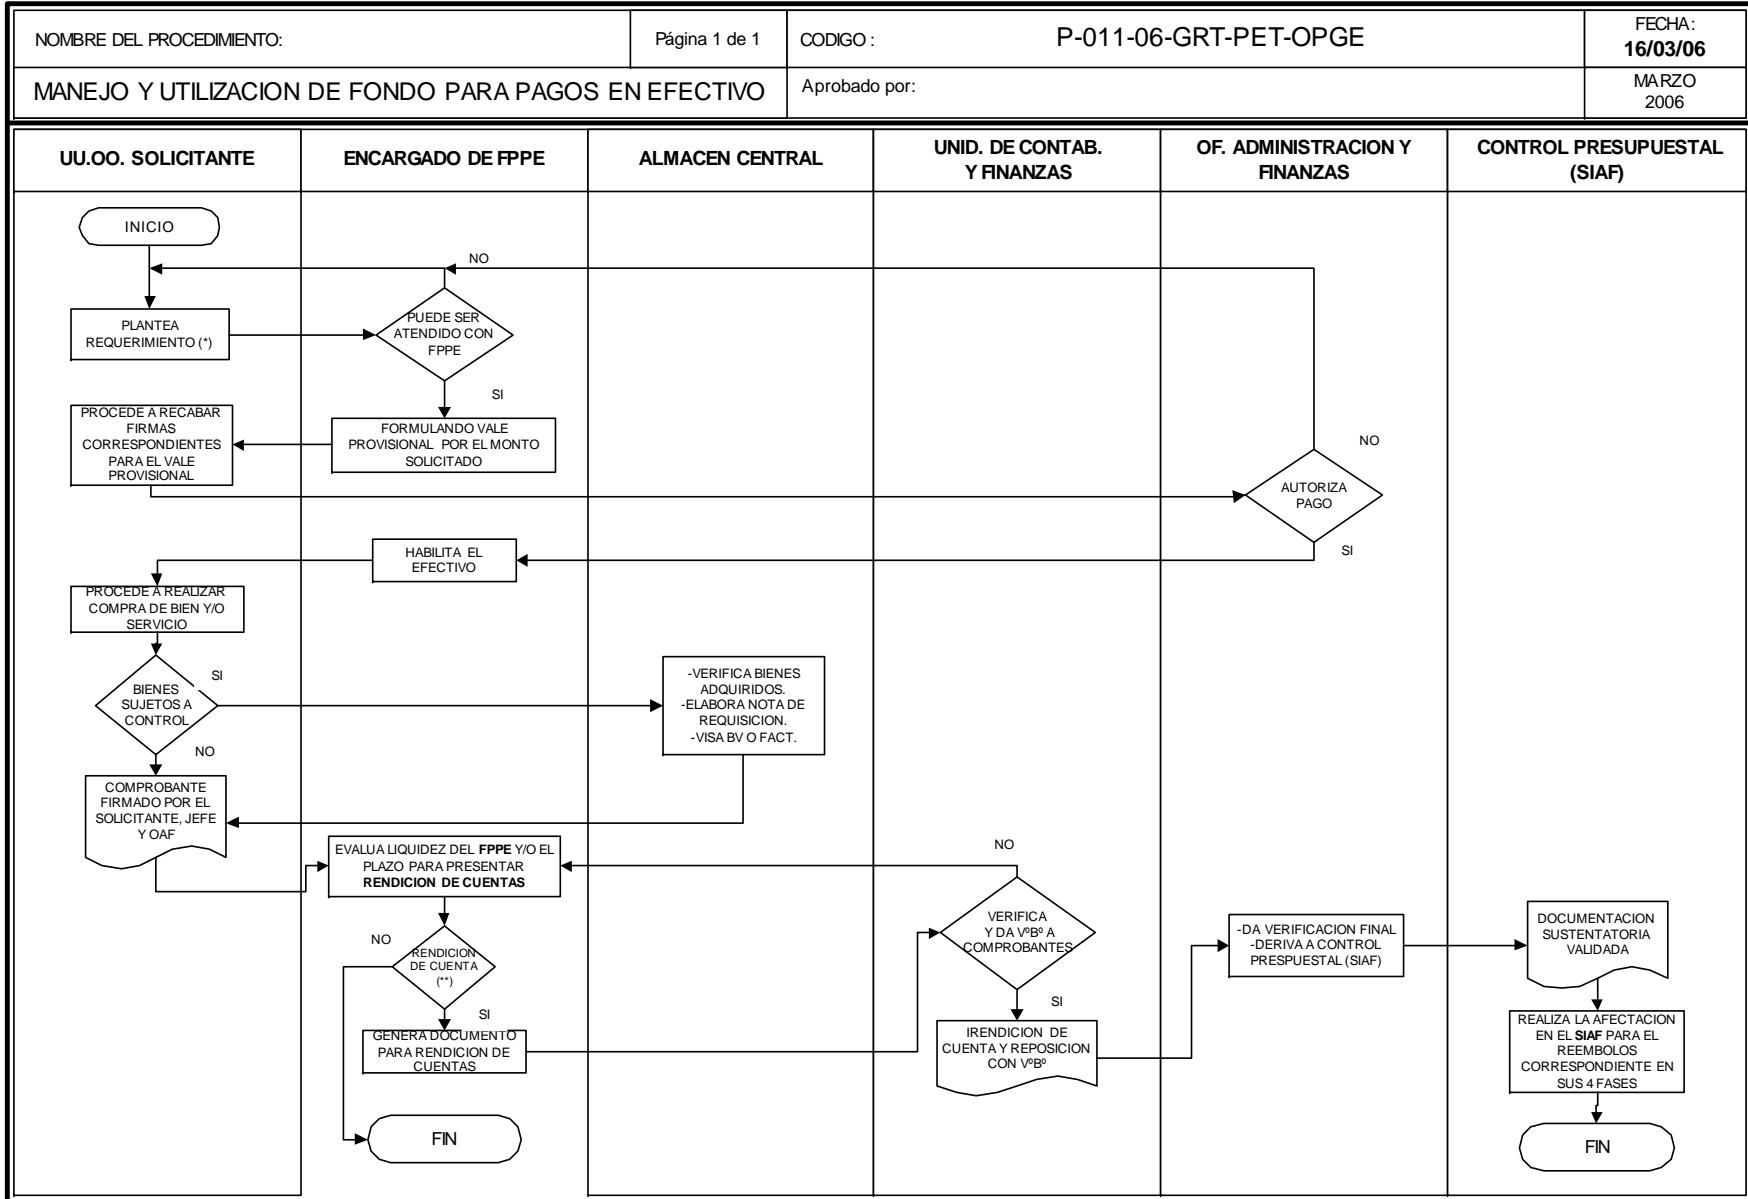 NOMBRE DEL PROCEDIMIENTO:
Página 1 de 1
CODIGO :
P-011-06-GRT-PET-OPGE
FECHA:
16/03/06
MANEJO Y UTILIZACION DE FONDO PARA PAGOS EN EFECTIVO
Aprobado por:
MARZO
2006
UU.OO. SOLICITANTE
ENCARGADO DE FPPE
ALMACEN CENTRAL
UNID. DE CONTAB.
Y FINANZAS
OF. ADMINISTRACION Y
FINANZAS
CONTROL PRESUPUESTAL
(SIAF)
INICIO
NO
PLANTEA
REQUERIMIENTO (*)
PUEDE SER
ATENDIDO CON
FPPE
SI
PROCEDE A RECABAR
FIRMAS
CORRESPONDIENTES
PARA EL VALE
PROVISIONAL
FORMULANDO VALE
PROVISIONAL POR EL MONTO
SOLICITADO
NO
AUTORIZA
PAGO
SI
HABILITA EL
EFECTIVO
PROCEDE A REALIZAR
COMPRA DE BIEN Y/O
SERVICIO
BIENES
SUJETOS A
CONTROL
SI
NO
-VERIFICA BIENES
ADQUIRIDOS.
-ELABORA NOTA DE
REQUISICION.
-VISA BV O FACT.
COMPROBANTE
FIRMADO POR EL
SOLICITANTE, JEFE
Y OAF
EVALUA LIQUIDEZ DEL FPPE Y/O EL
PLAZO PARA PRESENTAR
RENDICION DE CUENTAS
NO
VERIFICA
Y DA VºBº A
COMPROBANTES
SI
-DA VERIFICACION FINAL
-DERIVA A CONTROL
PRESPUESTAL (SIAF)
DOCUMENTACION
SUSTENTATORIA
VALIDADA
NO
RENDICION
DE CUENTA
(**)
SI
GENERA DOCUMENTO
PARA RENDICION DE
CUENTAS
IRENDICION DE
CUENTA Y REPOSICION
CON VºBº
REALIZA LA AFECTACION
EN EL SIAF PARA EL
REEMBOLOS
CORRESPONDIENTE EN
SUS 4 FASES
FIN
FIN